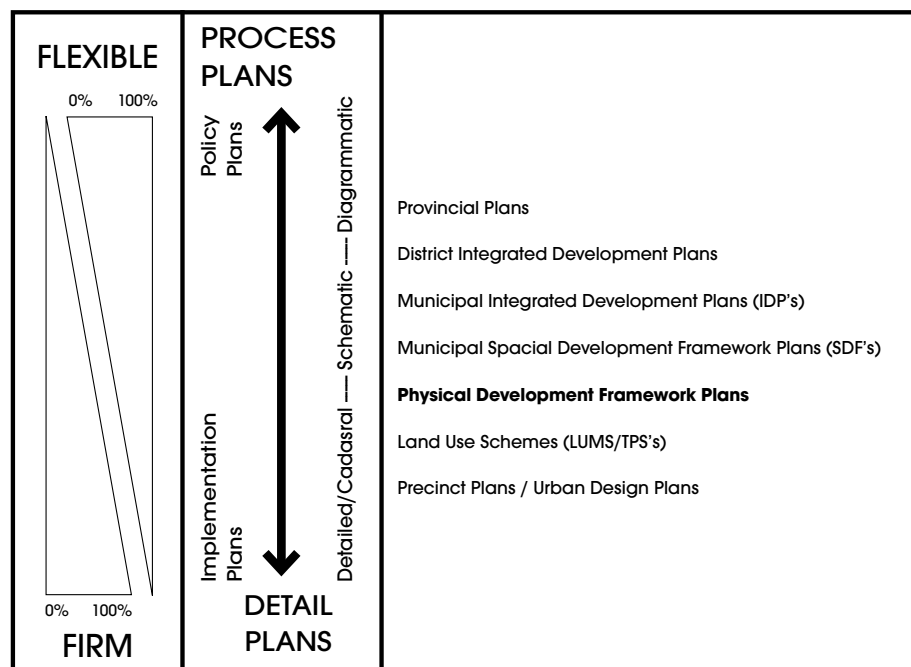 FLEXIBLE
0% 100%
0% 100%
FIRM
PROCESS
PLANS
Policy
Plans
Implementation
Plans
Detailed/Cadasral ---- Schematic ---- Diagrammatic
DETAIL
PLANS
Provincial Plans
District Integrated Development Plans
Municipal Integrated Development Plans (IDP's)
Municipal Spacial Development Framework Plans (SDF's)
Physical Development Framework Plans
Land Use Schemes (LUMS/TPS's)
Precinct Plans / Urban Design Plans